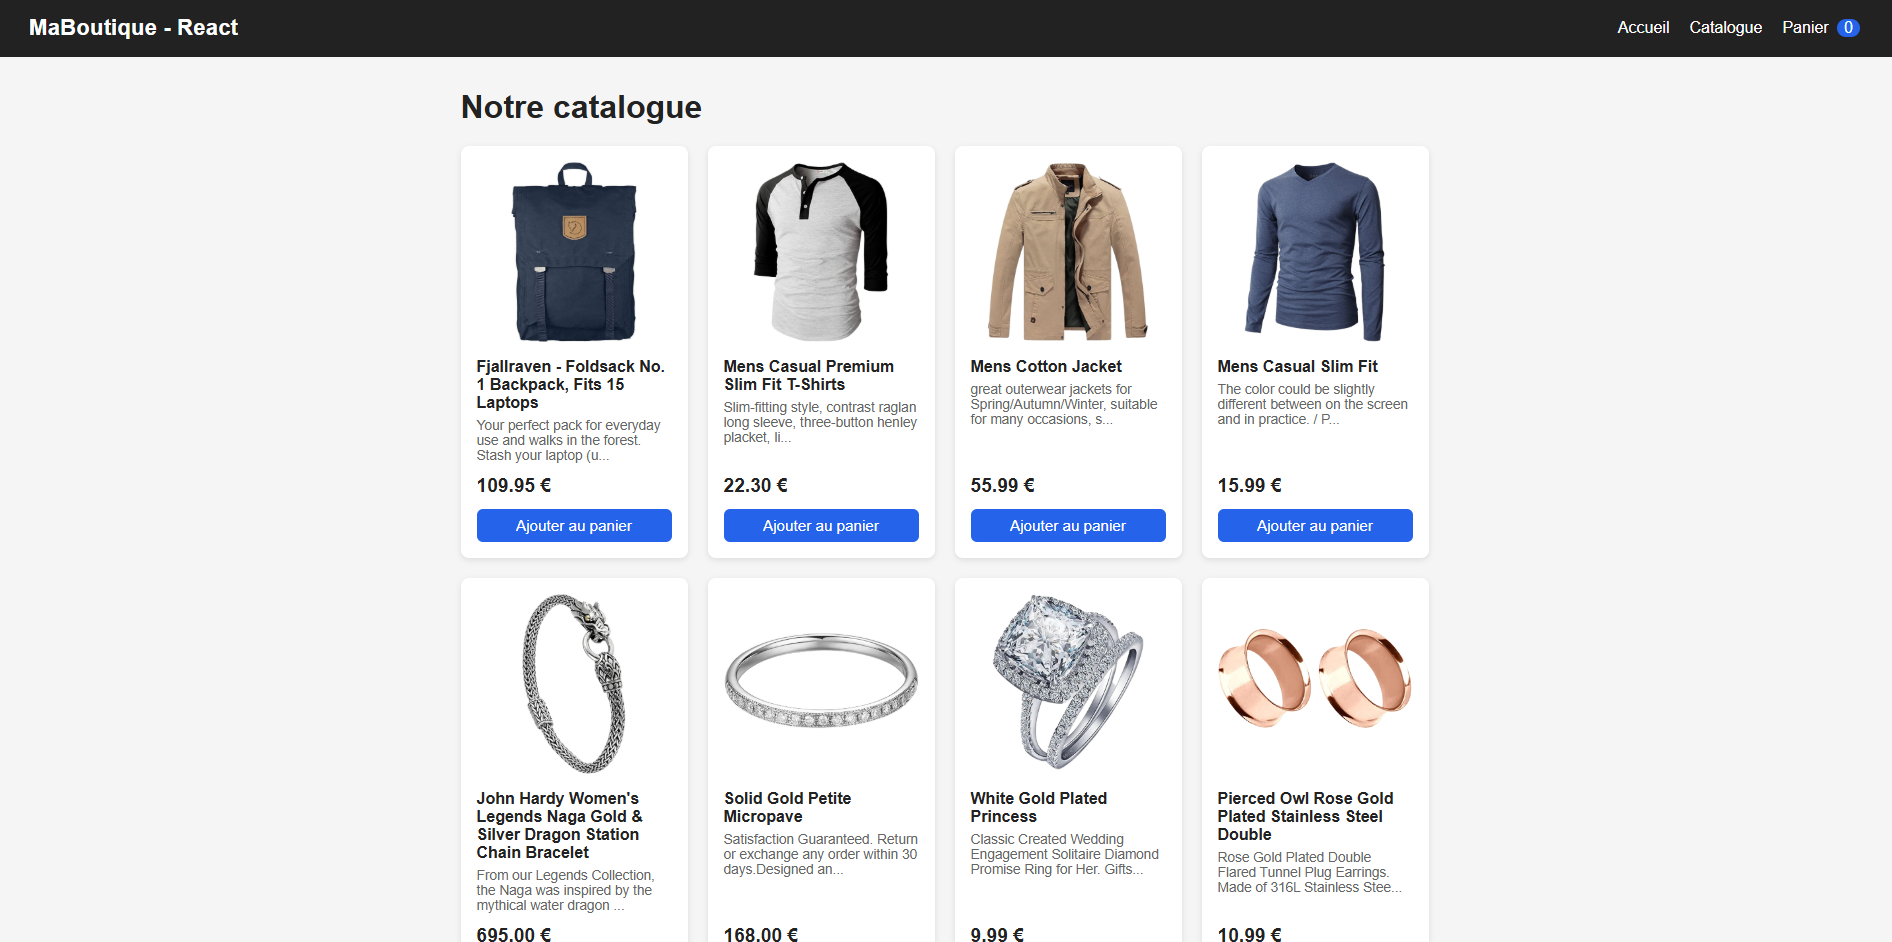 MaBoutique - React
Accueil Catalogue Panier 0
Notre catalogue
Fjallraven - Foldsack No.
1 Backpack, Fits 15
Laptops
Your perfect pack for everyday
use and walks in the forest.
Stash your laptop (u...
109.95 €
Ajouter au panier
Mens Casual Premium
Slim Fit T-Shirts
Slim-fitting style, contrast raglan
long sleeve, three-button henley
placket, li...
22.30 €
Ajouter au panier
Mens Cotton Jacket
great outerwear jackets for
Spring/Autumn/Winter, suitable
for many occasions, s...
55.99 €
Ajouter au panier
Mens Casual Slim Fit
The color could be slightly
different between on the screen
and in practice. / P...
15.99 €
Ajouter au panier
John Hardy Women's
Legends Naga Gold &
Silver Dragon Station
Chain Bracelet
From our Legends Collection,
the Naga was inspired by the
mythical water dragon ...
695.00 €
Solid Gold Petite
Micropave
Satisfaction Guaranteed. Return
or exchange any order within 30
days.Designed an...
168.00 €
White Gold Plated
Princess
Classic Created Wedding
Engagement Solitaire Diamond
Promise Ring for Her. Gifts...
9.99 €
Pierced Owl Rose Gold
Plated Stainless Steel
Double
Rose Gold Plated Double
Flared Tunnel Plug Earrings.
Made of 316L Stainless Stee...
10.99 €